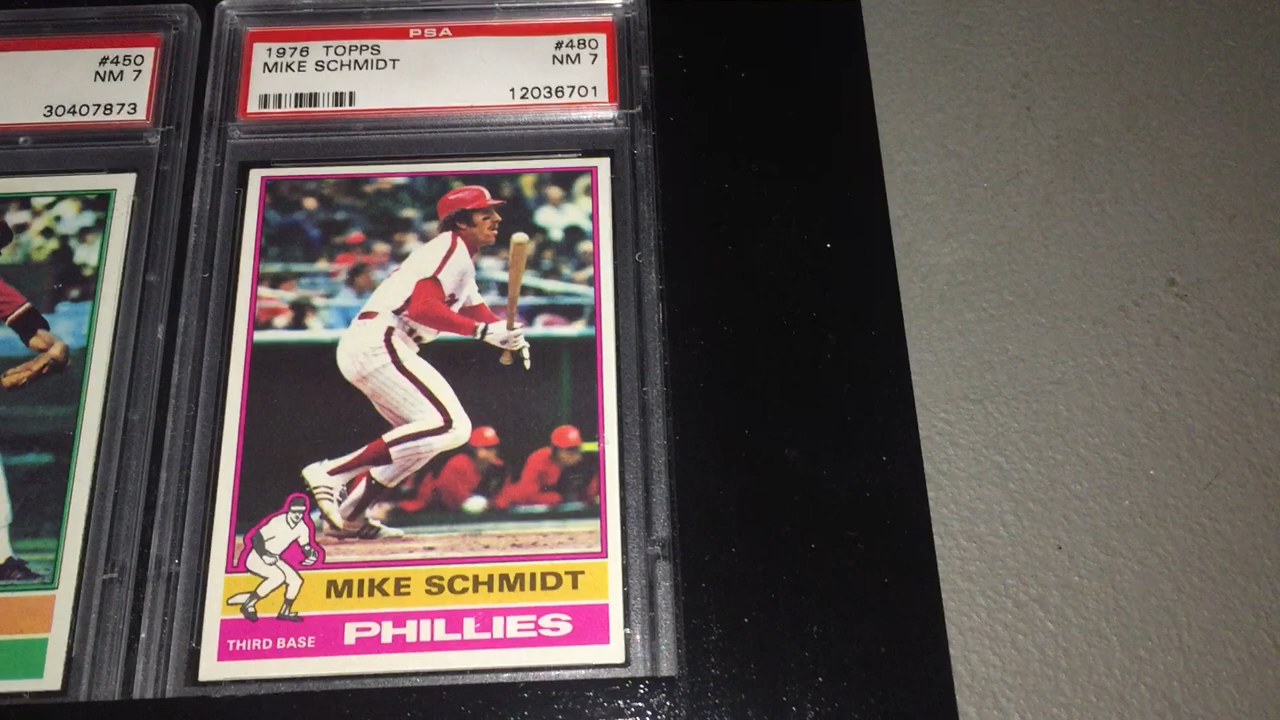 #450
NM 7
30407873
PSA
1976 TOPPS #480
MIKE SCHMIDT NM 7
12036701
MIKE SCHMIDT
THIRD BASE PHILLIES